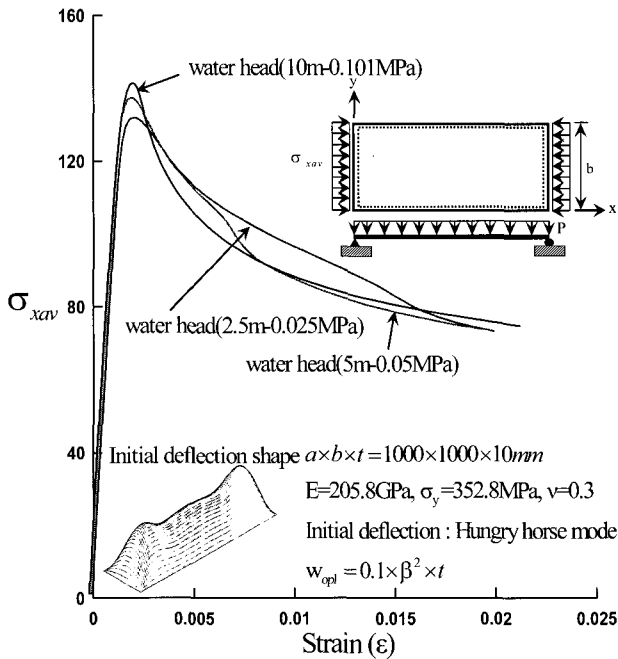 water head(10m-0.101MPa)
y
160
σxav
b
x
P
120
σxav
80
water head(2.5m-0.025MPa)
water head(5m-0.05MPa)
40
Initial deflection shape a×b×t=1000×1000×10mm
E=205.8GPa, σy=352.8MPa, ν=0.3
Initial deflection : Hungry horse mode
wopl=0.1×β²×t
0
0 0.005 0.01 0.015 0.02 0.025
Strain (ε)